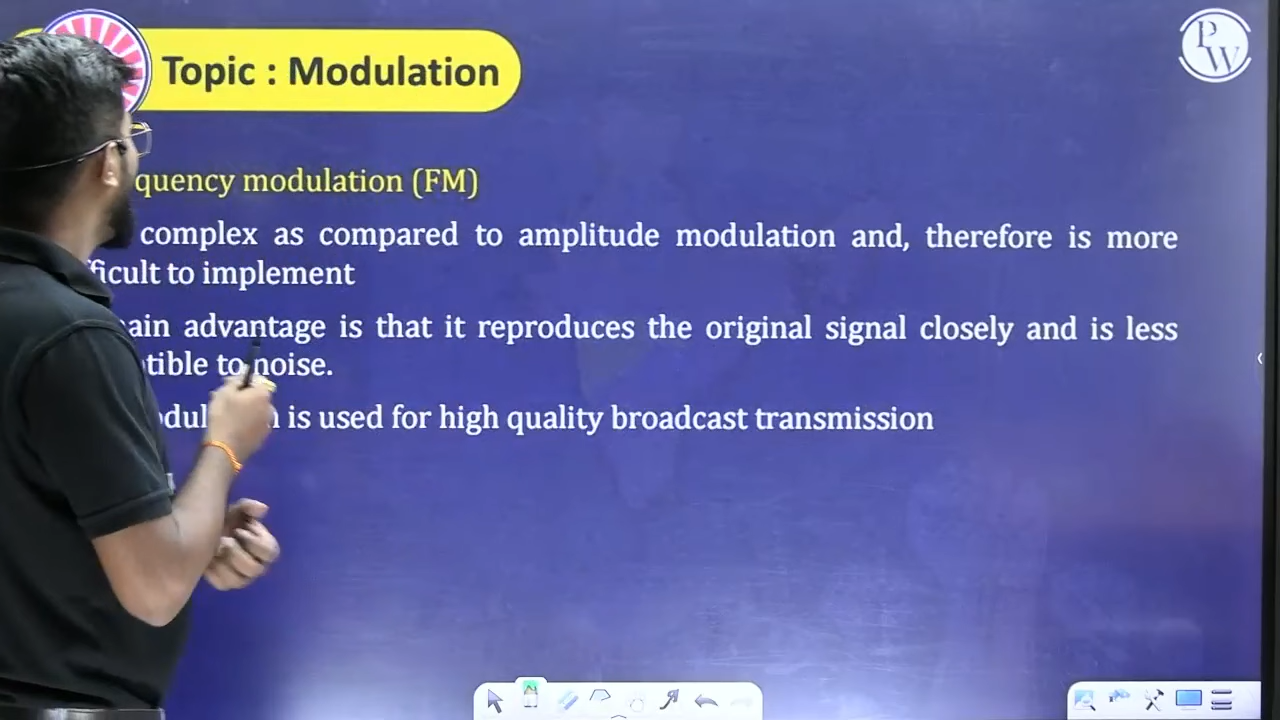 PW
Topic : Modulation
quency modulation (FM)
complex as compared to amplitude modulation and, therefore is more
ficult to implement
ain advantage is that it reproduces the original signal closely and is less
tible to noise.
is used for high quality broadcast transmission